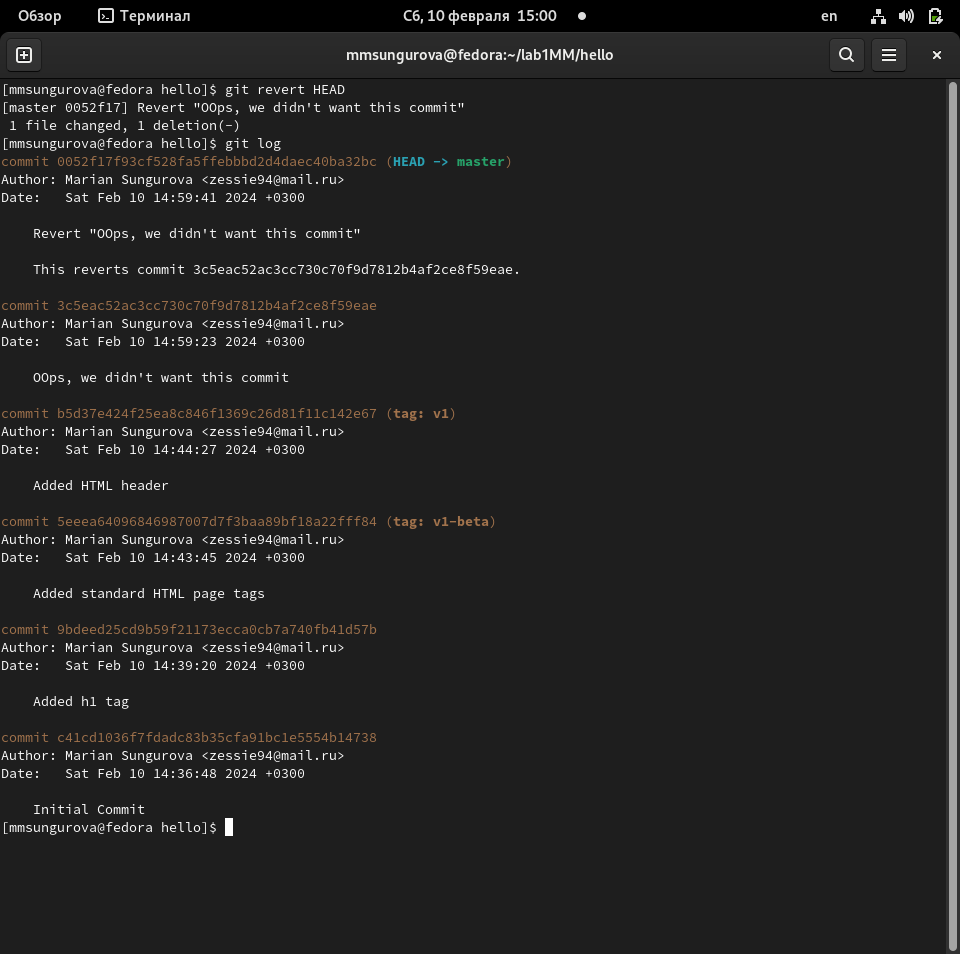 Обзор Терминал Сб, 10 февраля 15:00 en
mmsungurova@fedora:~/lab1MM/hello
[mmsungurova@fedora hello]$ git revert HEAD
[master 0052f17] Revert "OOps, we didn't want this commit"
 1 file changed, 1 deletion(-)
[mmsungurova@fedora hello]$ git log
commit 0052f17f93cf528fa5ffebbbd2d4daec40ba32bc (HEAD -> master)
Author: Marian Sungurova <zessie94@mail.ru>
Date:   Sat Feb 10 14:59:41 2024 +0300

    Revert "OOps, we didn't want this commit"

    This reverts commit 3c5eac52ac3cc730c70f9d7812b4af2ce8f59eae.

commit 3c5eac52ac3cc730c70f9d7812b4af2ce8f59eae
Author: Marian Sungurova <zessie94@mail.ru>
Date:   Sat Feb 10 14:59:23 2024 +0300

    OOps, we didn't want this commit

commit b5d37e424f25ea8c846f1369c26d81f11c142e67 (tag: v1)
Author: Marian Sungurova <zessie94@mail.ru>
Date:   Sat Feb 10 14:44:27 2024 +0300

    Added HTML header

commit 5eeea64096846987007d7f3baa89bf18a22fff84 (tag: v1-beta)
Author: Marian Sungurova <zessie94@mail.ru>
Date:   Sat Feb 10 14:43:45 2024 +0300

    Added standard HTML page tags

commit 9bdeed25cd9b59f21173ecca0cb7a740fb41d57b
Author: Marian Sungurova <zessie94@mail.ru>
Date:   Sat Feb 10 14:39:20 2024 +0300

    Added h1 tag

commit c41cd1036f7fdadc83b35cfa91bc1e5554b14738
Author: Marian Sungurova <zessie94@mail.ru>
Date:   Sat Feb 10 14:36:48 2024 +0300

    Initial Commit
[mmsungurova@fedora hello]$